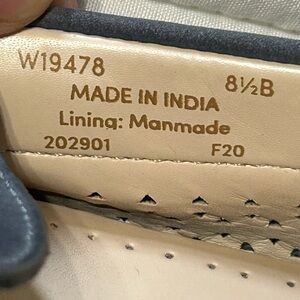 W19478 8½B
MADE IN INDIA
Lining: Manmade
202901 F20